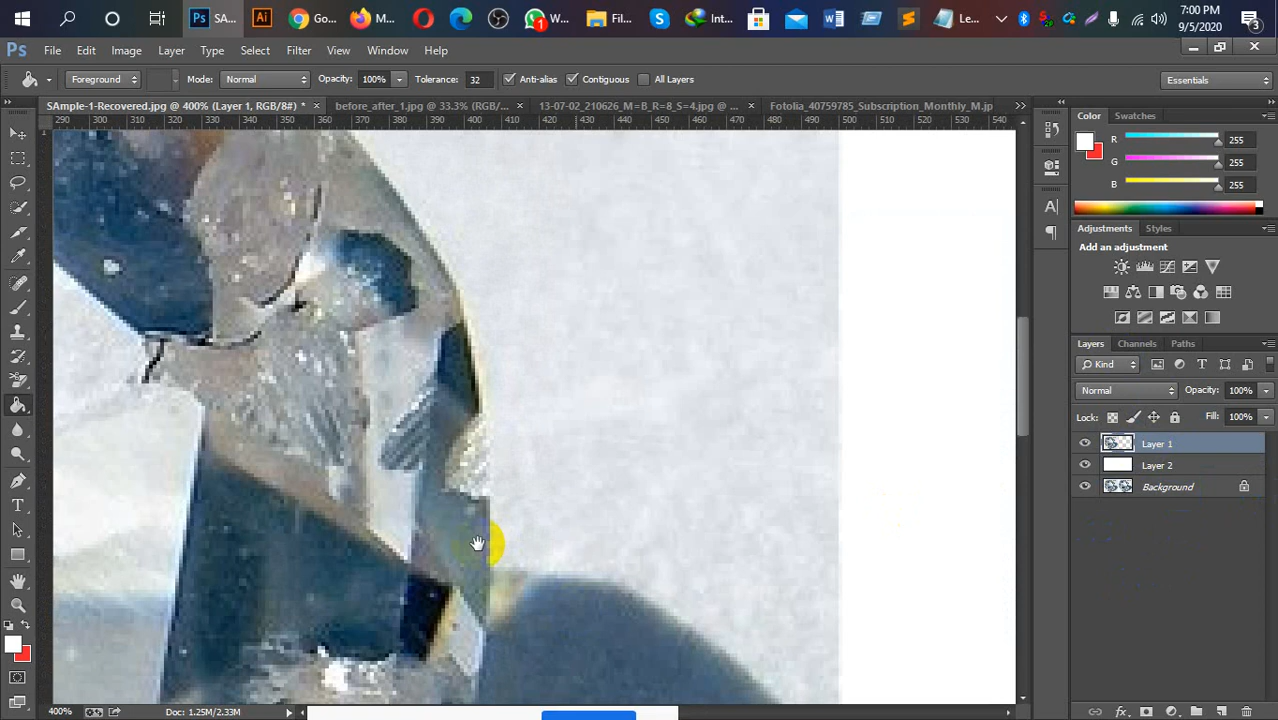 SA...
Go...
M...
W...
1
Fil...
Int...
Le...
7:00 PM
9/5/2020
3
Ps File Edit Image Layer Type Select Filter View Window Help
Foreground Mode: Normal Opacity: 100% Tolerance: 32 Anti-alias Contiguous All Layers Essentials
SAmple-1-Recovered.jpg @ 400% (Layer 1, RGB/8#) * × before_after_1.jpg @ 33.3% (RGB/... × 13-07-02_210626_M=B_R=8_S=4.jpg @ ... × Fotolia_40759785_Subscription_Monthly_M.jpg
290 300 310 320 330 340 350 360 370 380 390 400 410 420 430 440 450 460 470 480 490 500 510 520 530 540
Color Swatches
R 255
G 255
B 255
Adjustments Styles
Add an adjustment
Layers Channels Paths
Kind
Normal Opacity: 100%
Lock: Fill: 100%
Layer 1
Layer 2
Background
400% Doc: 1.25M/2.33M